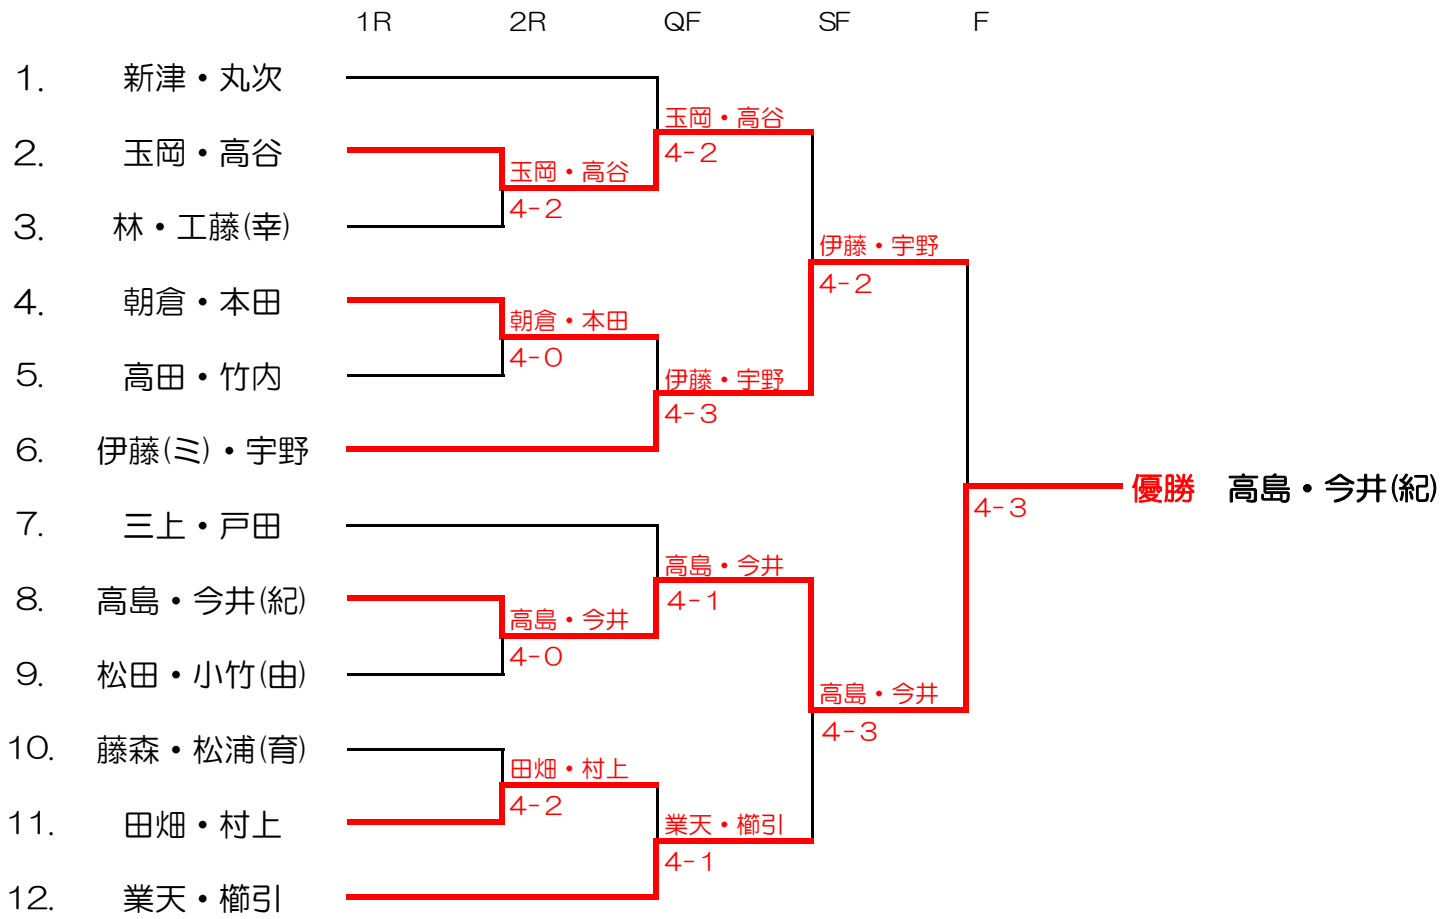 1R 2R QF SF F
1. 新津・丸次
玉岡・高谷
4-2
2. 玉岡・高谷
玉岡・高谷
4-2
3. 林・工藤(幸)
伊藤・宇野
4-2
4. 朝倉・本田
朝倉・本田
4-0
5. 高田・竹内
伊藤・宇野
4-3
6. 伊藤(ミ)・宇野
優勝 高島・今井(紀)
4-3
7. 三上・戸田
高島・今井
4-1
8. 高島・今井(紀)
高島・今井
4-0
9. 松田・小竹(由)
高島・今井
4-3
10. 藤森・松浦(育)
田畑・村上
4-2
11. 田畑・村上
業天・櫛引
4-1
12. 業天・櫛引